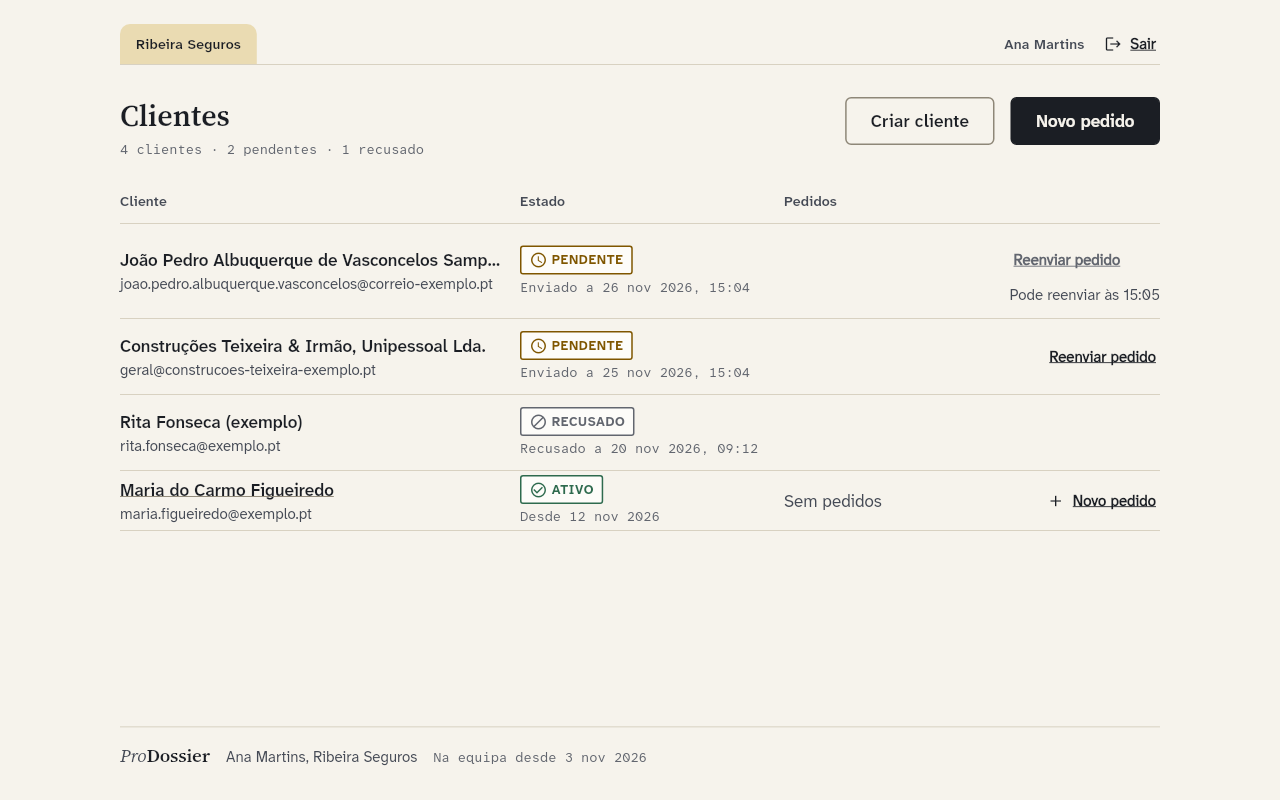 Ribeira Seguros
Ana Martins
Sair
Clientes
4 clientes · 2 pendentes · 1 recusado
Criar cliente
Novo pedido
Cliente
Estado
Pedidos
João Pedro Albuquerque de Vasconcelos Samp...
joao.pedro.albuquerque.vasconcelos@correio-exemplo.pt
PENDENTE
Enviado a 26 nov 2026, 15:04
Reenviar pedido
Pode reenviar às 15:05
Construções Teixeira & Irmão, Unipessoal Lda.
geral@construcoes-teixeira-exemplo.pt
PENDENTE
Enviado a 25 nov 2026, 15:04
Reenviar pedido
Rita Fonseca (exemplo)
rita.fonseca@exemplo.pt
RECUSADO
Recusado a 20 nov 2026, 09:12
Maria do Carmo Figueiredo
maria.figueiredo@exemplo.pt
ATIVO
Desde 12 nov 2026
Sem pedidos
+ Novo pedido
ProDossier
Ana Martins, Ribeira Seguros
Na equipa desde 3 nov 2026